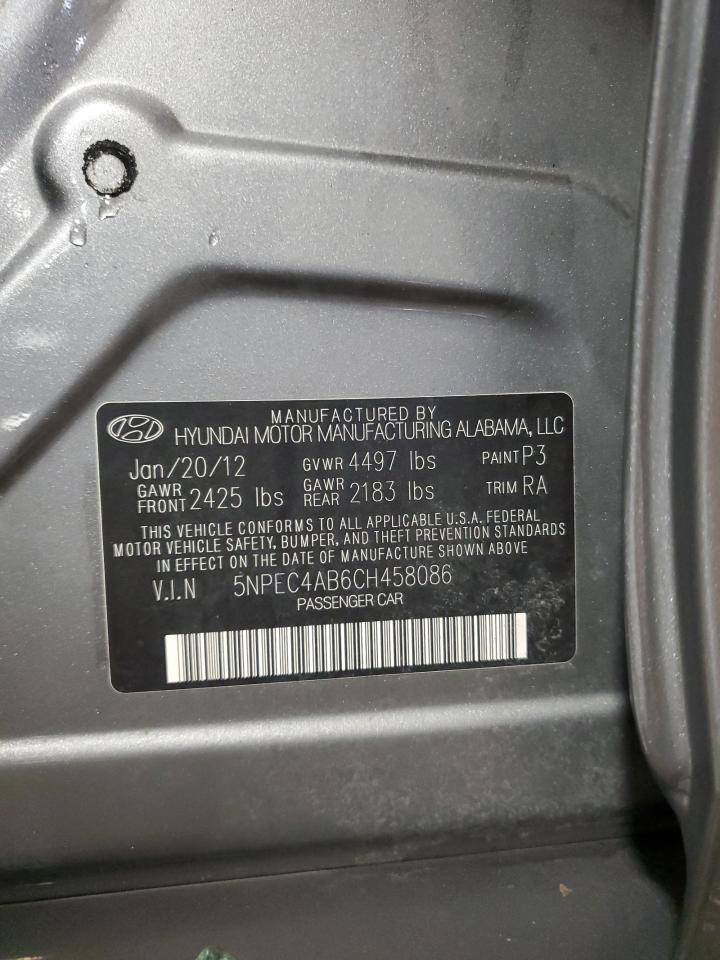 MANUFACTURED BY
HYUNDAI MOTOR MANUFACTURING ALABAMA, LLC
Jan/20/12 GVWR 4497 lbs PAINT P3
GAWR FRONT 2425 lbs GAWR REAR 2183 lbs TRIM RA
THIS VEHICLE CONFORMS TO ALL APPLICABLE U.S.A. FEDERAL
MOTOR VEHICLE SAFETY, BUMPER, AND THEFT PREVENTION STANDARDS
IN EFFECT ON THE DATE OF MANUFACTURE SHOWN ABOVE
V.I.N 5NPEC4AB6CH458086
PASSENGER CAR